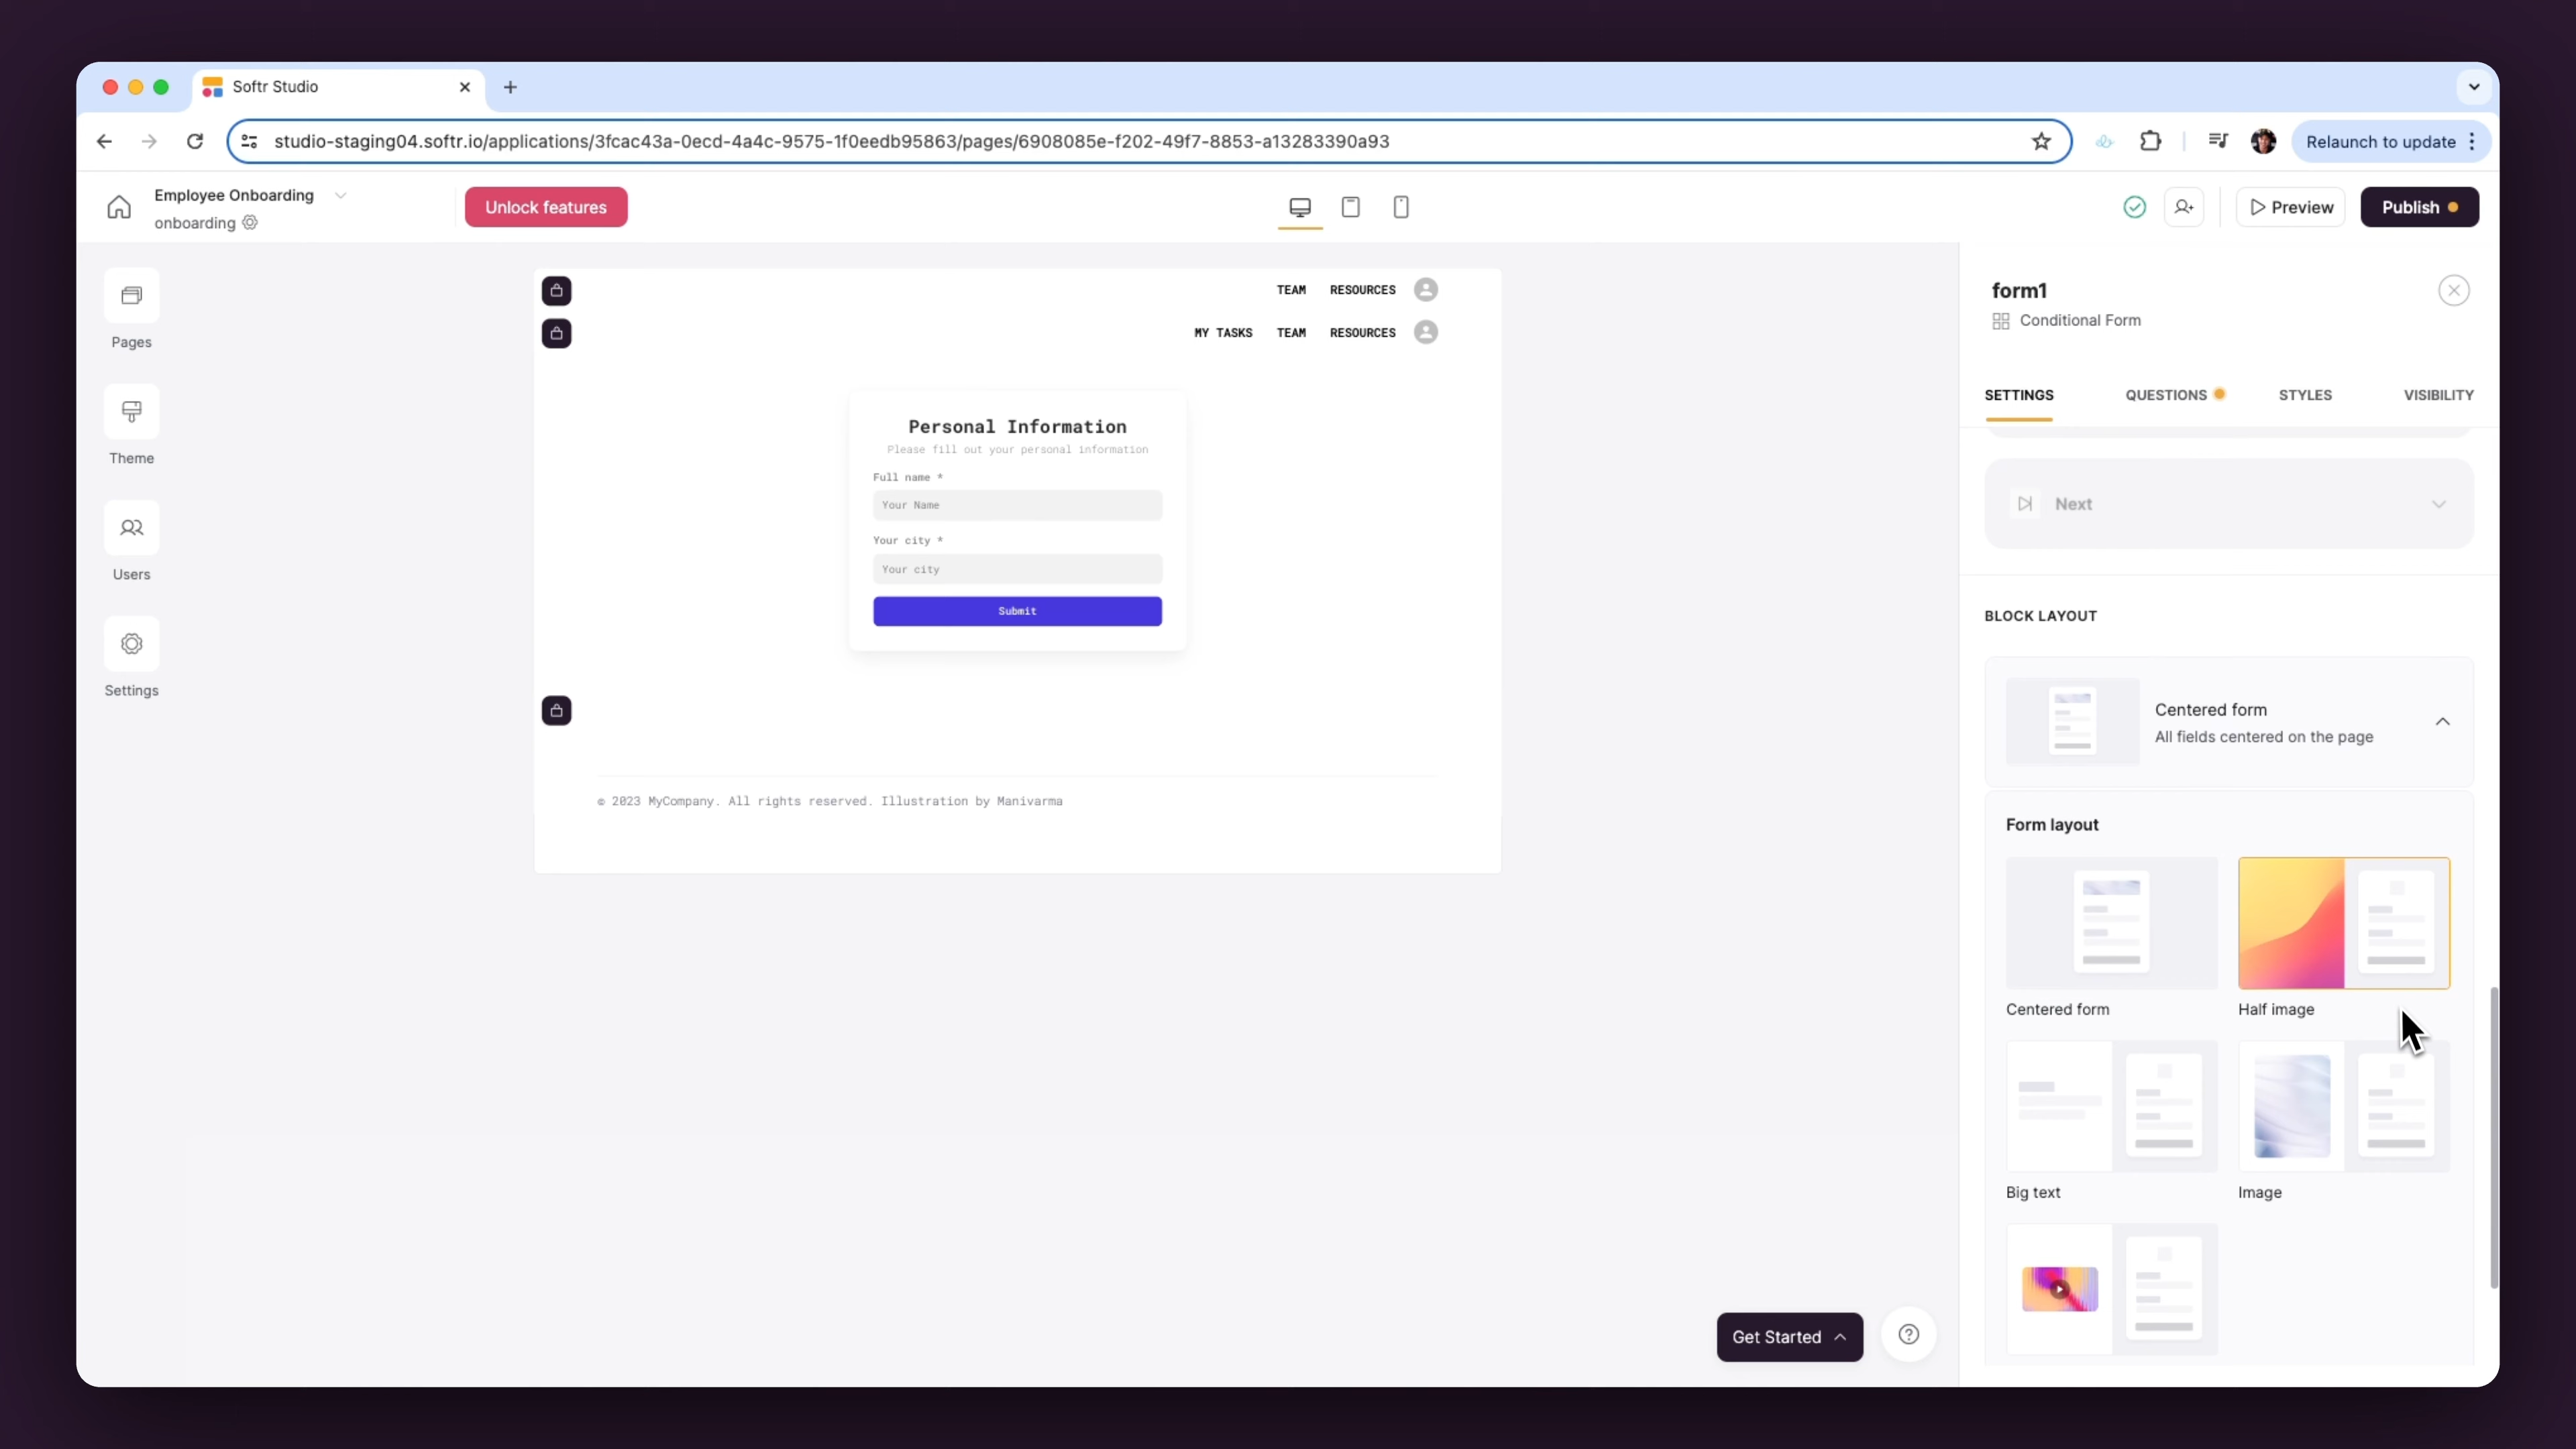 Softr Studio
studio-staging04.softr.io/applications/3fcac43a-0ecd-4a4c-9575-1f0eedb95863/pages/6908085e-f202-49f7-8853-a13283390a93
Relaunch to update
Employee Onboarding
onboarding
Unlock features
Preview
Publish
Pages
Theme
Users
Settings
TEAM RESOURCES
MY TASKS TEAM RESOURCES
Personal Information
Please fill out your personal information
Full name *
Your Name
Your city *
Your city
Submit
© 2023 MyCompany. All rights reserved. Illustration by Manivarma
Get Started
form1
Conditional Form
SETTINGS QUESTIONS STYLES VISIBILITY
Next
BLOCK LAYOUT
Centered form
All fields centered on the page
Form layout
Centered form
Half image
Big text
Image